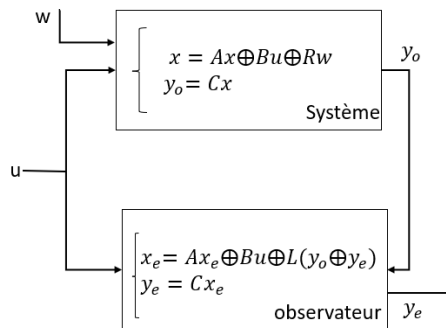 w
x = Ax⊕Bu⊕Rw
y_o = Cx
y_o
Système
u
x_e = Ax_e⊕Bu⊕L(y_o⊕y_e)
y_e = Cx_e
observateur
y_e